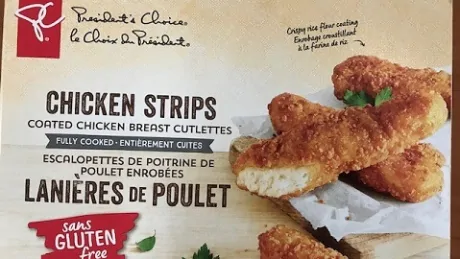 PC
President's Choice
le Choix du Président
Crispy rice flour coating
Enrobage croustillant
à la farine de riz
CHICKEN STRIPS
COATED CHICKEN BREAST CUTLETTES
FULLY COOKED • ENTIÈREMENT CUITES
ESCALOPETTES DE POITRINE DE
POULET ENROBÉES
LANIÈRES DE POULET
sans
GLUTEN
free